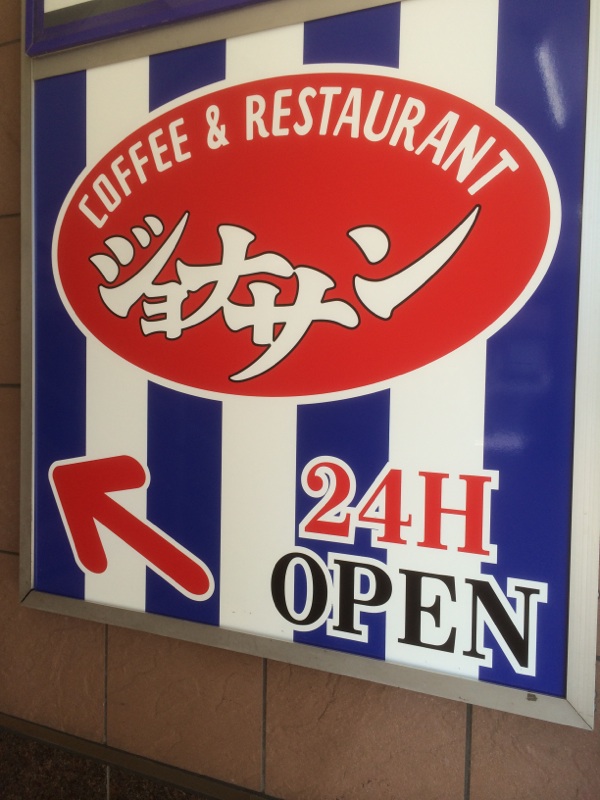 COFFEE & RESTAURANT
ジョナサン
24H
OPEN